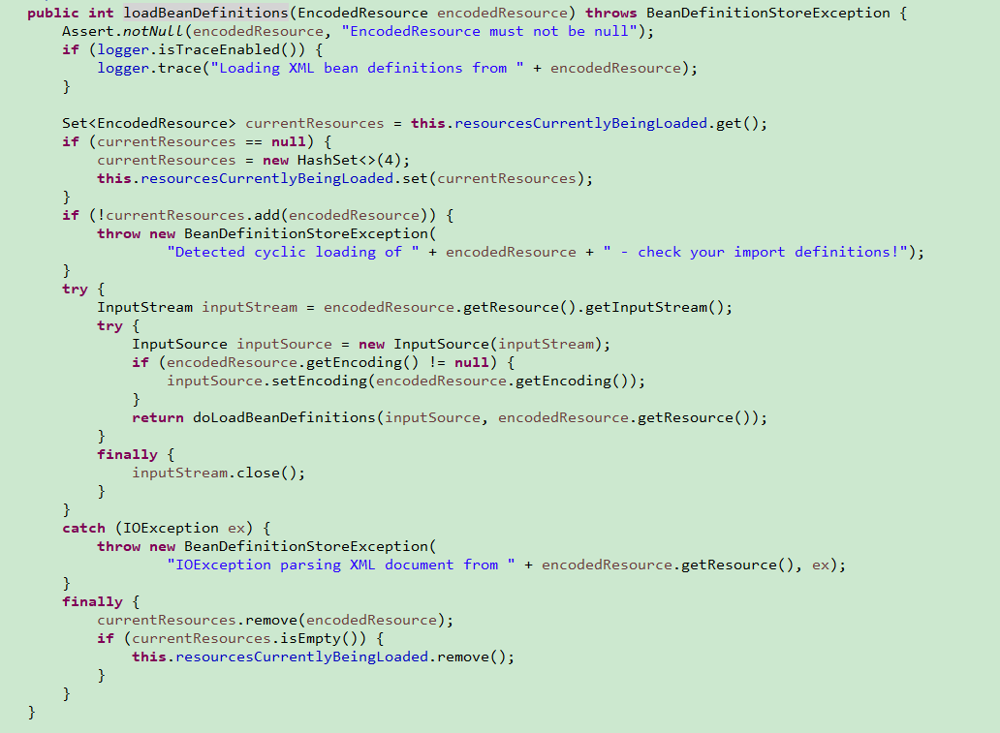 public int loadBeanDefinitions(EncodedResource encodedResource) throws BeanDefinitionStoreException {
    Assert.notNull(encodedResource, "EncodedResource must not be null");
    if (logger.isTraceEnabled()) {
        logger.trace("Loading XML bean definitions from " + encodedResource);
    }

    Set<EncodedResource> currentResources = this.resourcesCurrentlyBeingLoaded.get();
    if (currentResources == null) {
        currentResources = new HashSet<>(4);
        this.resourcesCurrentlyBeingLoaded.set(currentResources);
    }
    if (!currentResources.add(encodedResource)) {
        throw new BeanDefinitionStoreException(
                "Detected cyclic loading of " + encodedResource + " - check your import definitions!");
    }
    try {
        InputStream inputStream = encodedResource.getResource().getInputStream();
        try {
            InputSource inputSource = new InputSource(inputStream);
            if (encodedResource.getEncoding() != null) {
                inputSource.setEncoding(encodedResource.getEncoding());
            }
            return doLoadBeanDefinitions(inputSource, encodedResource.getResource());
        }
        finally {
            inputStream.close();
        }
    }
    catch (IOException ex) {
        throw new BeanDefinitionStoreException(
                "IOException parsing XML document from " + encodedResource.getResource(), ex);
    }
    finally {
        currentResources.remove(encodedResource);
        if (currentResources.isEmpty()) {
            this.resourcesCurrentlyBeingLoaded.remove();
        }
    }
}